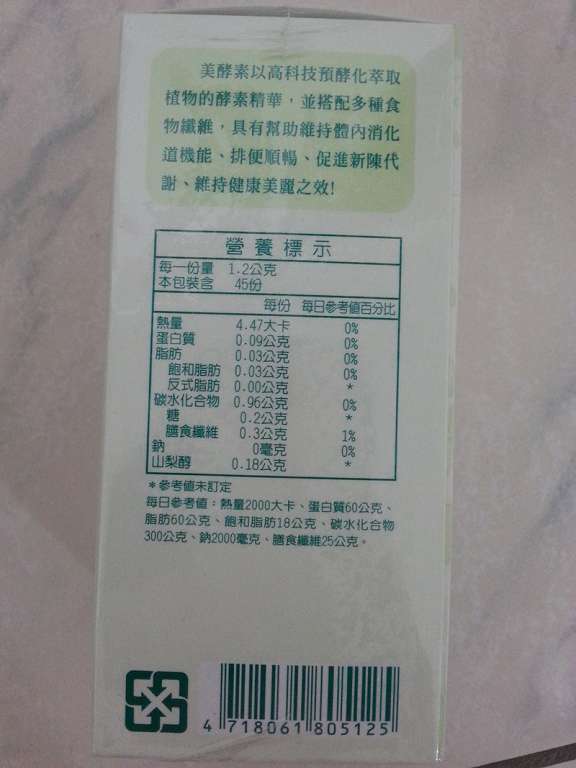 美酵素以高科技預酵化萃取
植物的酵素精華，並搭配多種食
物纖維，具有幫助維持體內消化
道機能、排便順暢、促進新陳代
謝、維持健康美麗之效!
營養標示
每一份量 1.2公克
本包裝含 45份
每份 每日參考值百分比
熱量 4.47大卡 0%
蛋白質 0.09公克 0%
脂肪 0.03公克 0%
飽和脂肪 0.03公克 0%
反式脂肪 0.00公克 *
碳水化合物 0.96公克 0%
糖 0.2公克 *
膳食纖維 0.3公克 1%
鈉 0毫克 0%
山梨醇 0.18公克 *
*參考值未訂定
每日參考值：熱量2000大卡、蛋白質60公克、
脂肪60公克、飽和脂肪18公克、碳水化合物
300公克、鈉2000毫克、膳食纖維25公克。
4 718061 805125